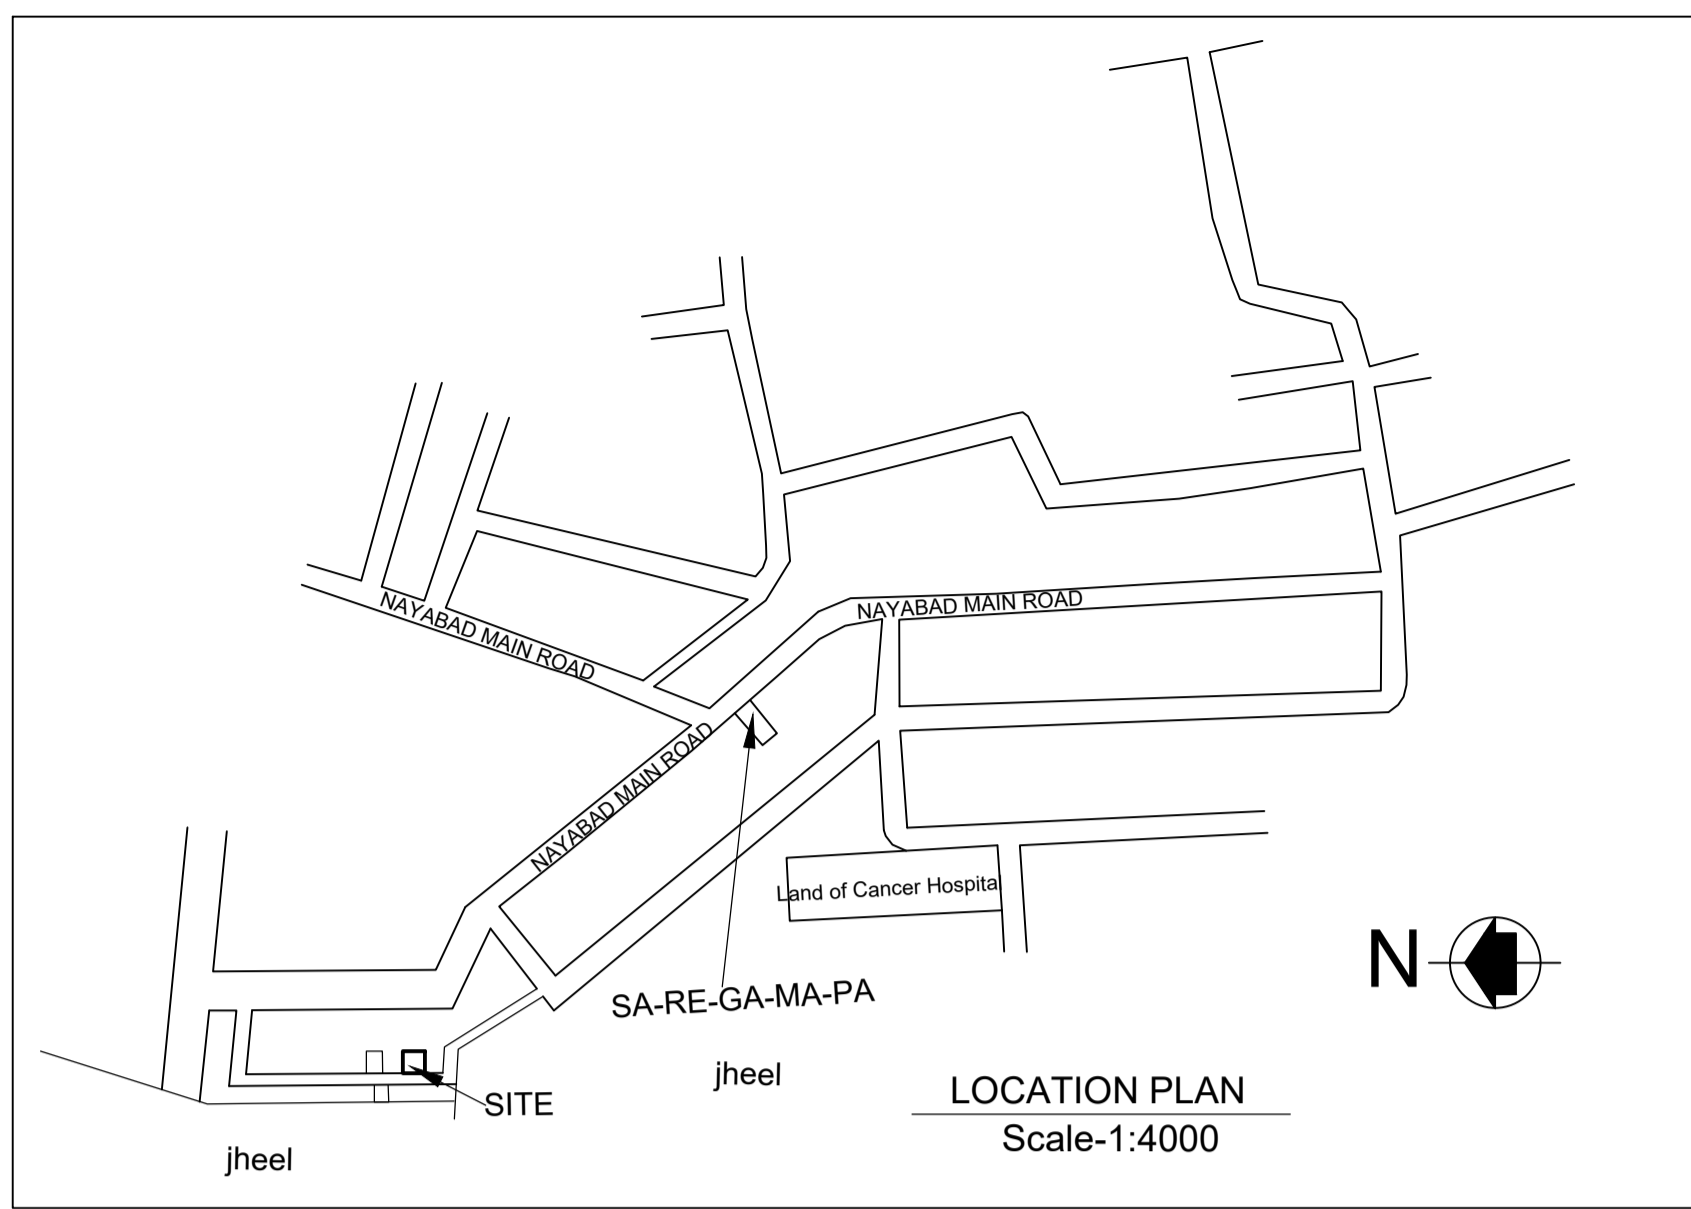 NAYABAD MAIN ROAD
NAYABAD MAIN ROAD
NAYABAD MAIN ROAD
Land of Cancer Hospital
N
SA-RE-GA-MA-PA
jheel
SITE
LOCATION PLAN
Scale-1:4000
jheel